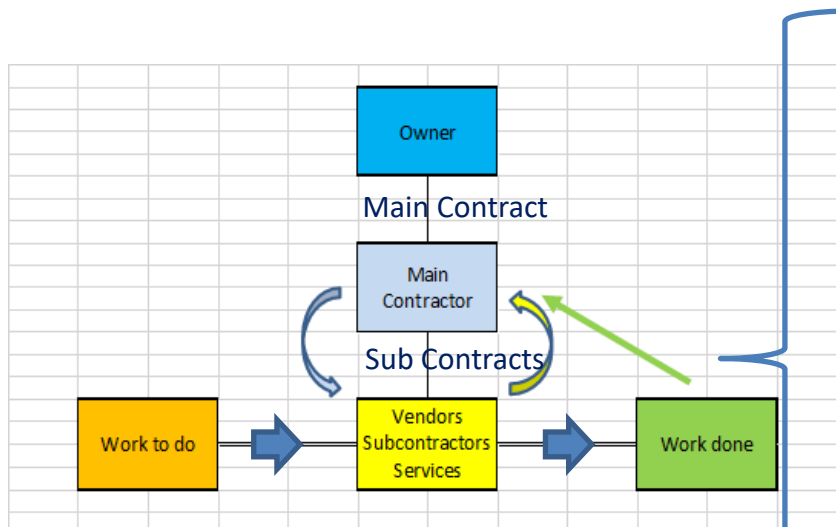 Owner
Main Contract
Main
Contractor
Sub Contracts
Work to do
Vendors
Subcontractors
Services
Work done